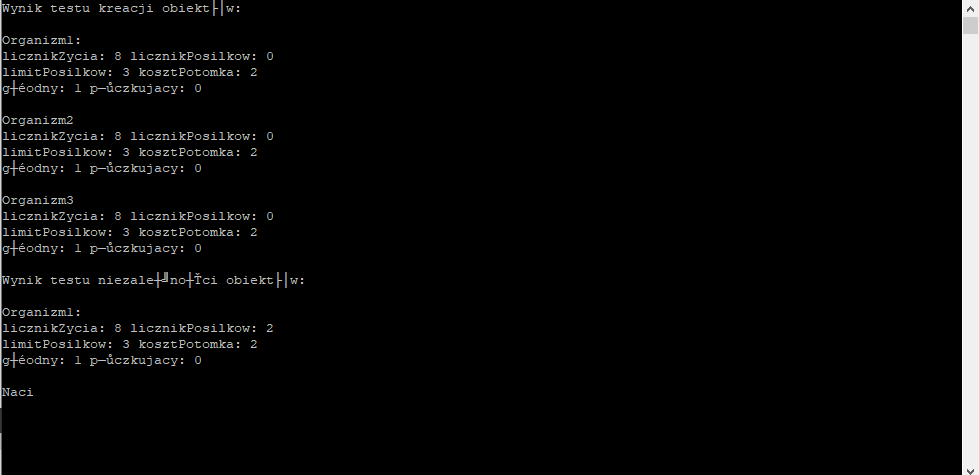 Wynik testu kreacji obiekt├│w:
Organizm1:
licznikZycia: 8 licznikPosilkow: 0
limitPosilkow: 3 kosztPotomka: 2
g┼éodny: 1 p─ůczkujacy: 0
Organizm2
licznikZycia: 8 licznikPosilkow: 0
limitPosilkow: 3 kosztPotomka: 2
g┼éodny: 1 p─ůczkujacy: 0
Organizm3
licznikZycia: 8 licznikPosilkow: 0
limitPosilkow: 3 kosztPotomka: 2
g┼éodny: 1 p─ůczkujacy: 0
Wynik testu niezale┼╝no┼Ťci obiekt├│w:
Organizm1:
licznikZycia: 8 licznikPosilkow: 2
limitPosilkow: 3 kosztPotomka: 2
g┼éodny: 1 p─ůczkujacy: 0
Naci